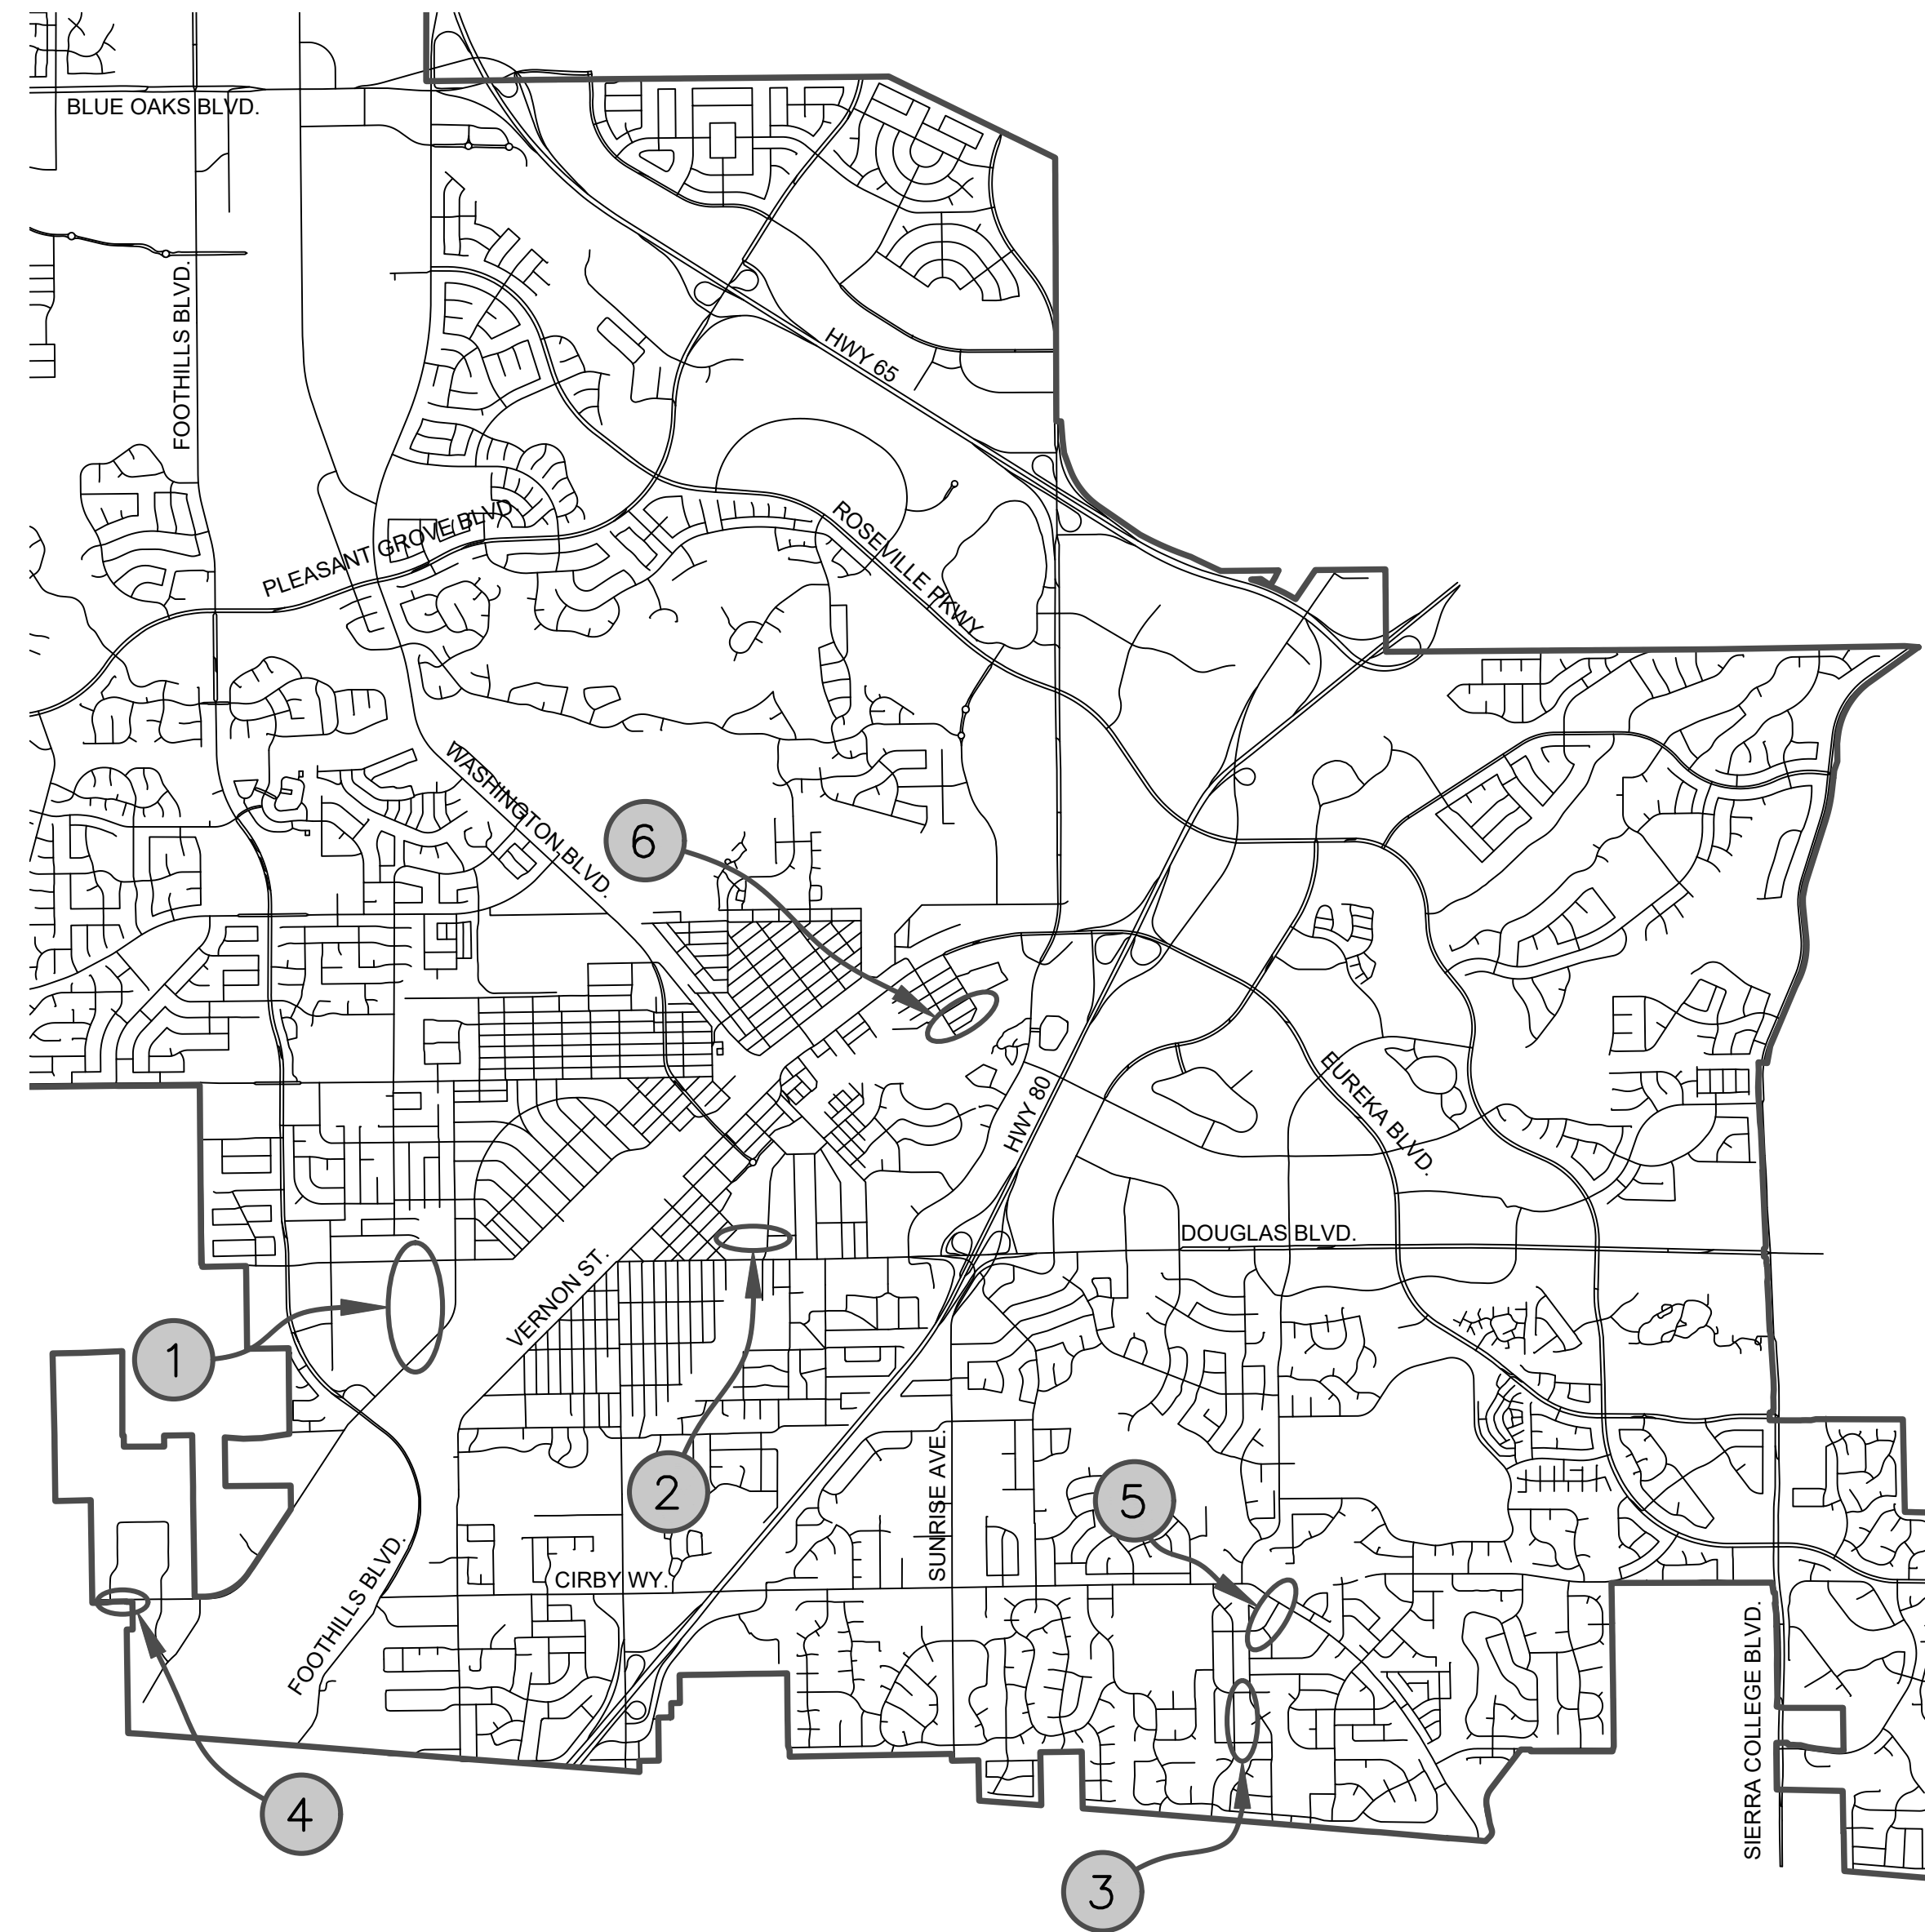 BLUE OAKS BLVD.
FOOTHILLS BLVD.
HWY 65
PLEASANT GROVE BLVD
ROSEVILLE PKWY
WASHINGTON BLVD.
6
HWY 80
EUREKA BLVD.
DOUGLAS BLVD.
VERNON ST.
1
2
SUNRISE AVE.
5
CIRBY WY.
FOOTHILLS BLVD.
SIERRA COLLEGE BLVD.
4
3